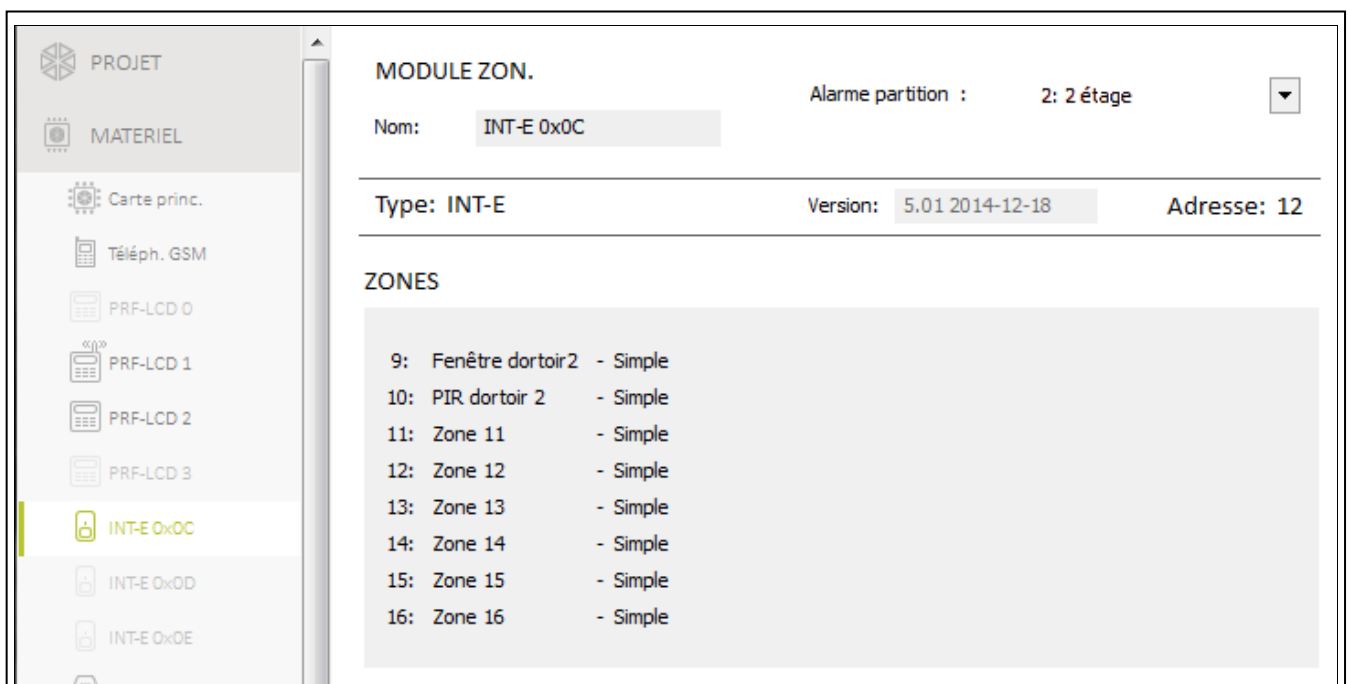 PROJET
MATERIEL
Carte princ.
Téléph. GSM
PRF-LCD 0
PRF-LCD 1
PRF-LCD 2
PRF-LCD 3
INT-E 0x0C
INT-E 0x0D
INT-E 0x0E
MODULE ZON.
Alarme partition : 2: 2 étage
Nom: INT-E 0x0C
Type: INT-E Version: 5.01 2014-12-18 Adresse: 12
ZONES
9: Fenêtre dortoir2 - Simple
10: PIR dortoir 2 - Simple
11: Zone 11 - Simple
12: Zone 12 - Simple
13: Zone 13 - Simple
14: Zone 14 - Simple
15: Zone 15 - Simple
16: Zone 16 - Simple